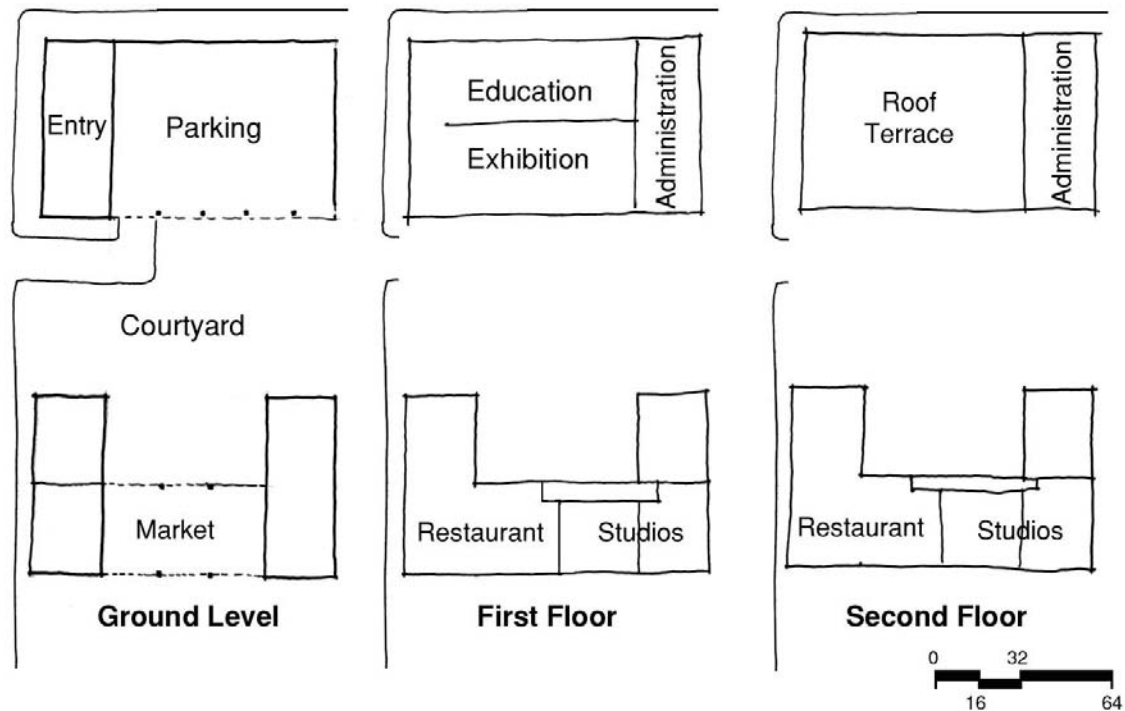 Entry
Parking
Courtyard
Market
Ground Level
Education
Exhibition
Administration
Restaurant
Studios
First Floor
Roof
Terrace
Administration
Restaurant
Studios
Second Floor
0 32
16 64